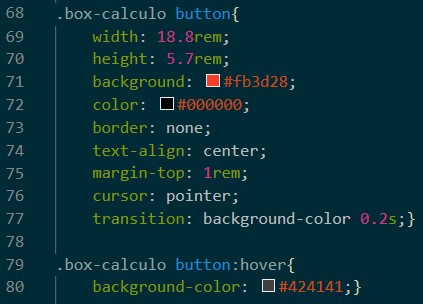 68 .box-calculo button{
69 width: 18.8rem;
70 height: 5.7rem;
71 background: #fb3d28;
72 color: #000000;
73 border: none;
74 text-align: center;
75 margin-top: 1rem;
76 cursor: pointer;
77 transition: background-color 0.2s;}
78
79 .box-calculo button:hover{
80 background-color: #424141;}